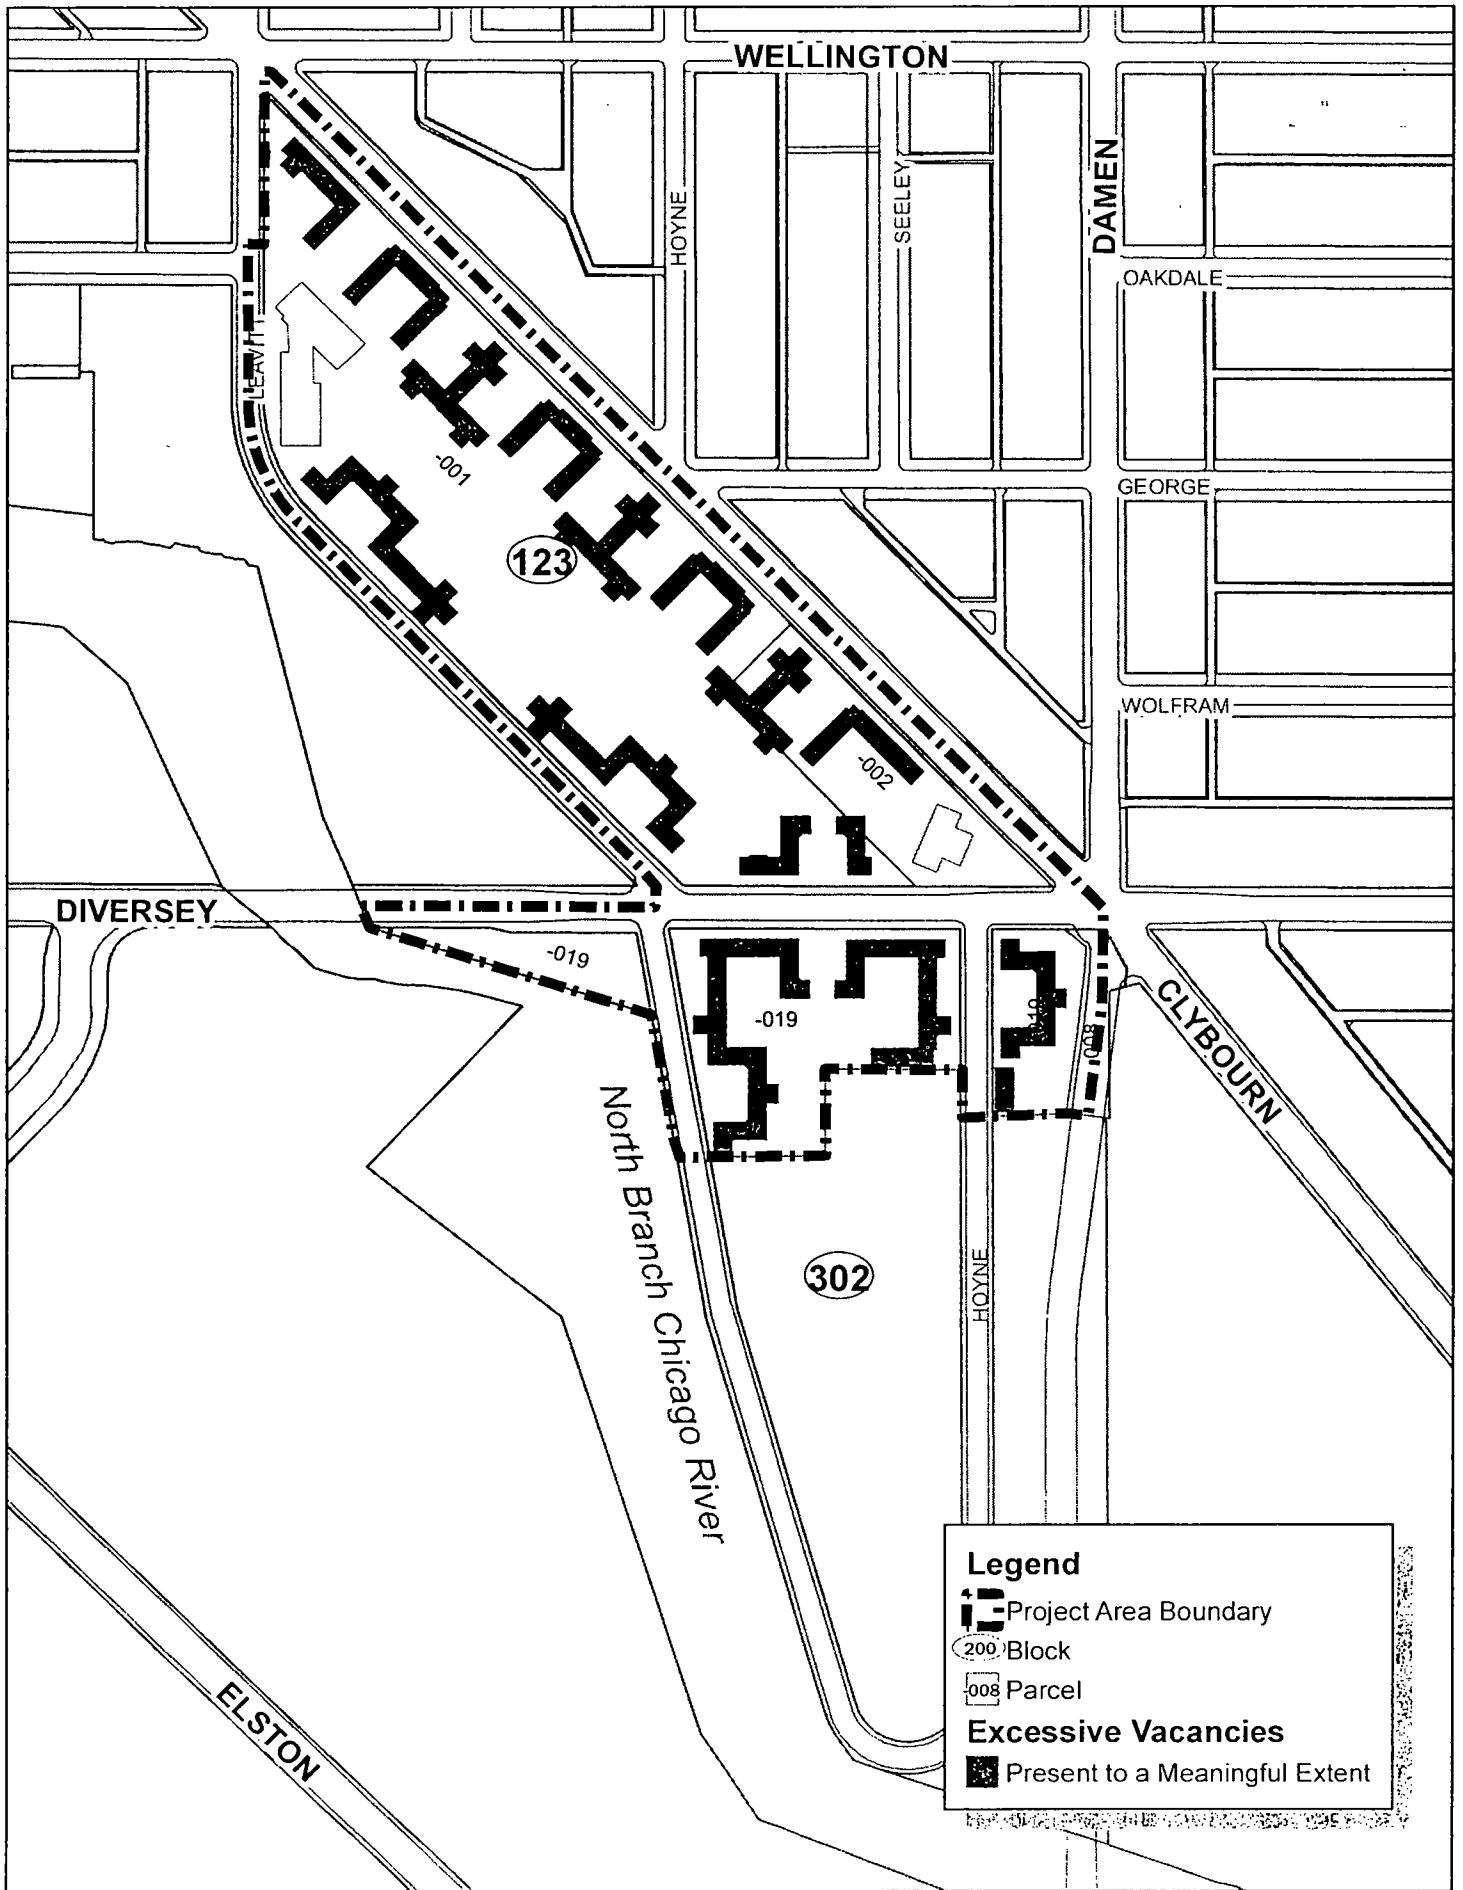 WELLINGTON
HOYNE
SEELEY
DAMEN
OAKDALE
LEAVITT
-001
GEORGE
123
WOLFRAM
-002
DIVERSEY
-019
-019
-019
-008
CLYBOURN
North Branch Chicago River
302
HOYNE
ELSTON
Legend
Project Area Boundary
200 Block
-008 Parcel
Excessive Vacancies
Present to a Meaningful Extent